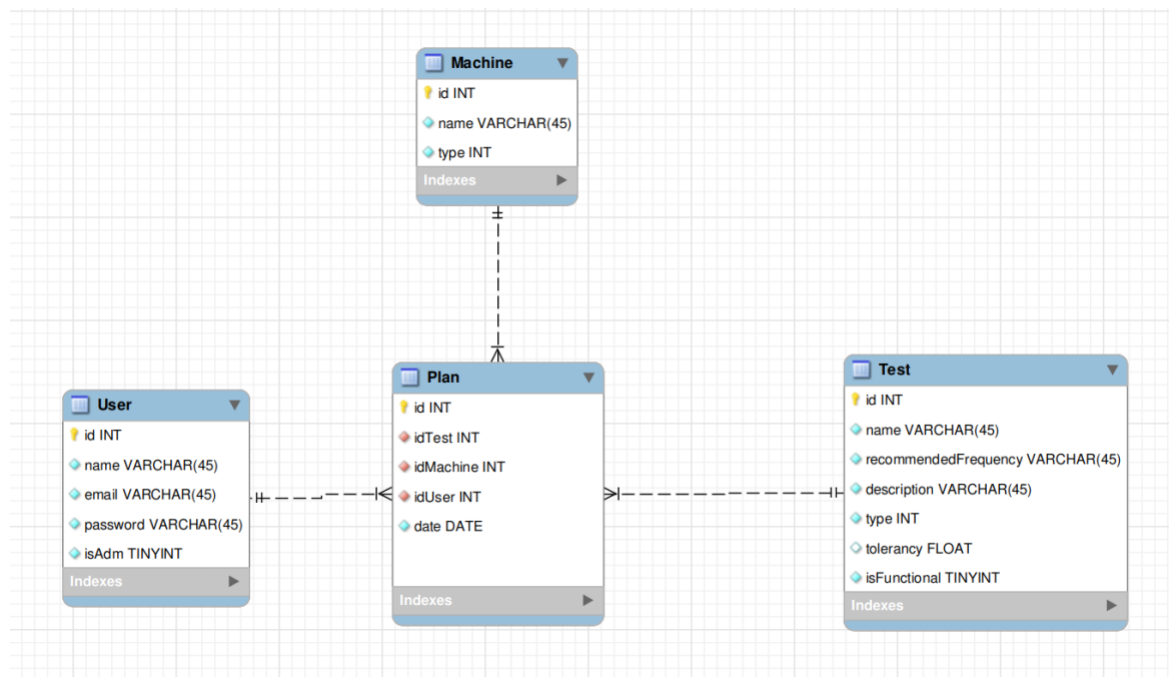 Machine
id INT
name VARCHAR(45)
type INT
Indexes
User
id INT
name VARCHAR(45)
email VARCHAR(45)
password VARCHAR(45)
isAdm TINYINT
Indexes
Plan
id INT
idTest INT
idMachine INT
idUser INT
date DATE
Indexes
Test
id INT
name VARCHAR(45)
recommendedFrequency VARCHAR(45)
description VARCHAR(45)
type INT
tolerancy FLOAT
isFunctional TINYINT
Indexes